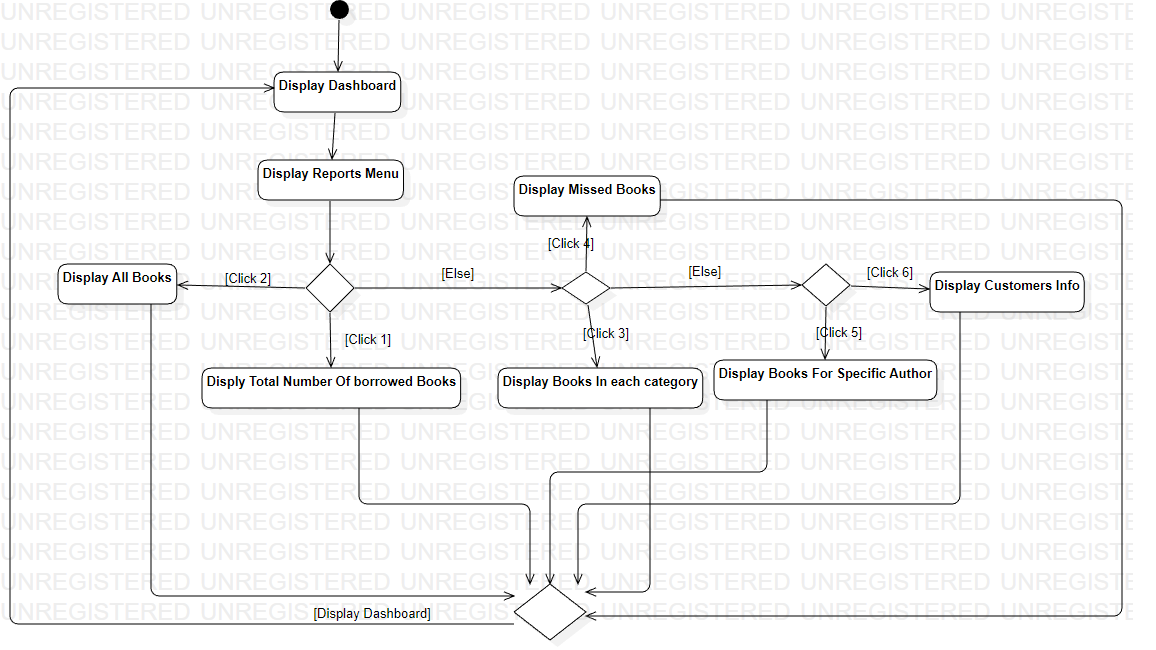 Display Dashboard
Display Reports Menu
Display Missed Books
[Click 4]
Display All Books
[Click 2]
[Else]
[Else]
[Click 6]
Display Customers Info
[Click 1]
[Click 3]
[Click 5]
Disply Total Number Of borrowed Books
Display Books In each category
Display Books For Specific Author
[Display Dashboard]
UNREGISTERED